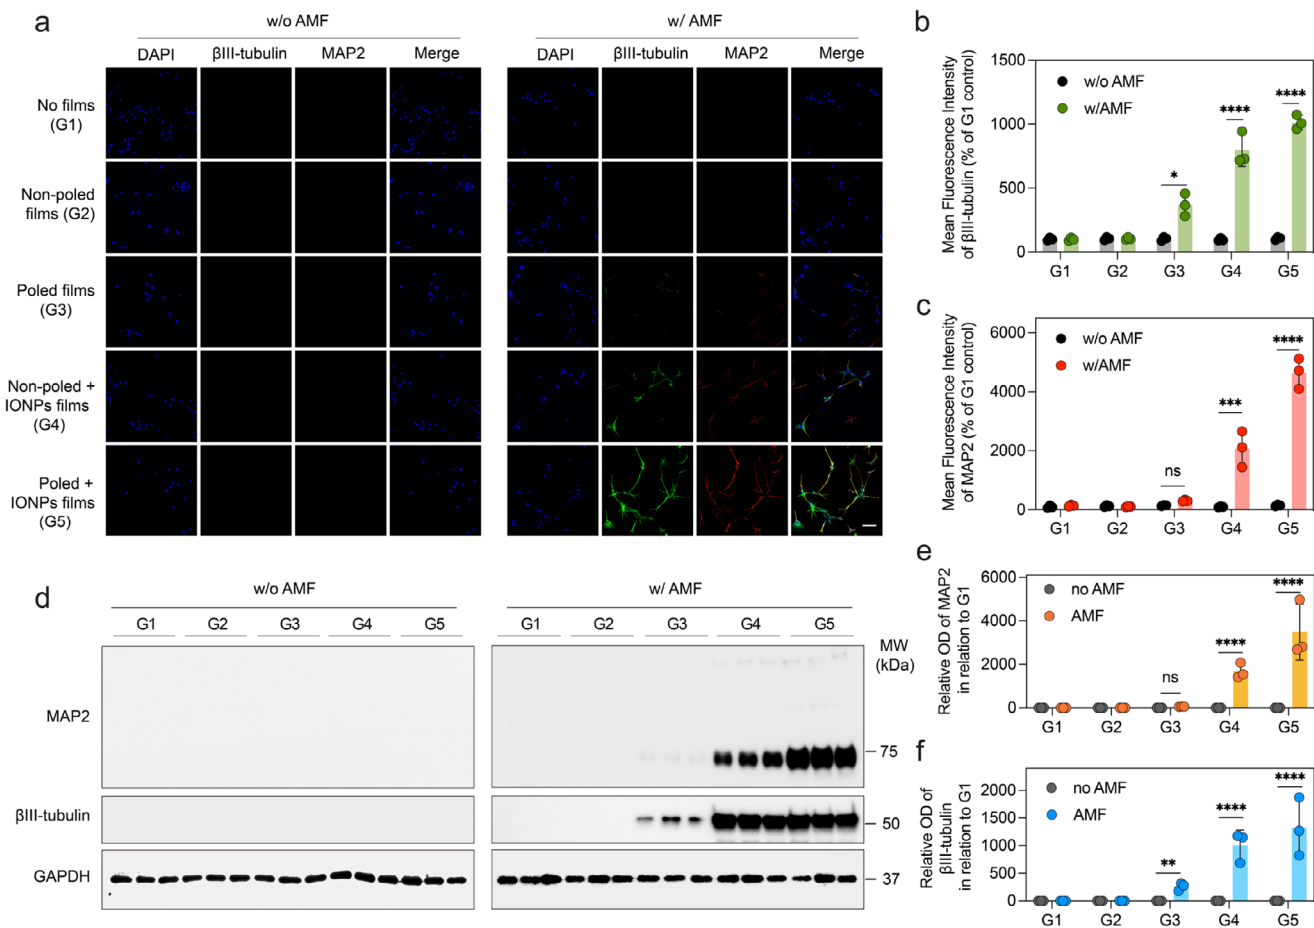 a
w/o AMF
w/ AMF
DAPI βIII-tubulin MAP2 Merge
DAPI βIII-tubulin MAP2 Merge
No films
(G1)
Non-poled
films (G2)
Poled films
(G3)
Non-poled +
IONPs films
(G4)
Poled +
IONPs films
(G5)
b
Mean Fluorescence Intensity
of βIII-tubulin (% of G1 control)
1500
1000
500
0
w/o AMF
w/AMF
*
****
****
G1 G2 G3 G4 G5
c
Mean Fluorescence Intensity
of MAP2 (% of G1 control)
6000
4000
2000
0
w/o AMF
w/AMF
ns
***
****
G1 G2 G3 G4 G5
d
w/o AMF
w/ AMF
G1 G2 G3 G4 G5
G1 G2 G3 G4 G5
MW
(kDa)
MAP2
75
βIII-tubulin
50
GAPDH
37
e
Relative OD of MAP2
in relation to G1
6000
4000
2000
0
no AMF
AMF
ns
****
****
G1 G2 G3 G4 G5
f
Relative OD of
βIII-tubulin
in relation to G1
2000
1500
1000
500
0
no AMF
AMF
**
****
****
G1 G2 G3 G4 G5